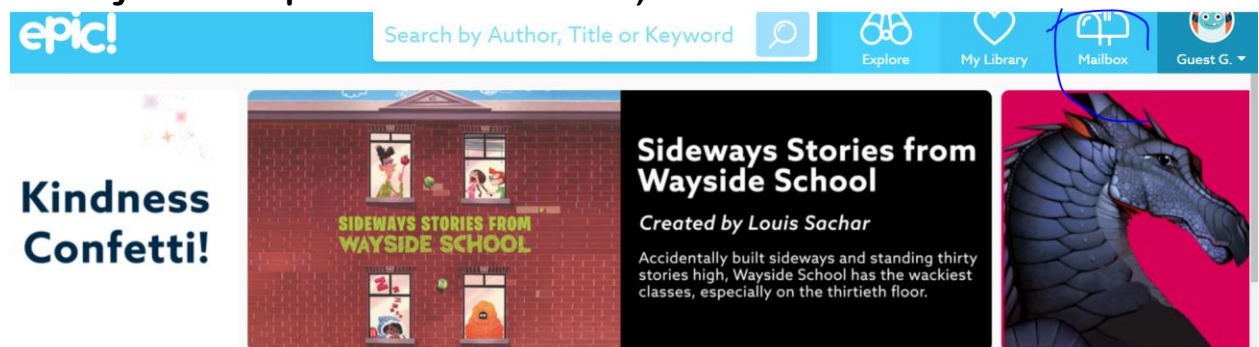 epic!
Search by Author, Title or Keyword
Explore
My Library
Mailbox
Guest G.
Kindness
Confetti!
SIDEWAYS STORIES FROM
WAYSIDE SCHOOL
Sideways Stories from
Wayside School
Created by Louis Sachar
Accidentally built sideways and standing thirty
stories high, Wayside School has the wackiest
classes, especially on the thirtieth floor.